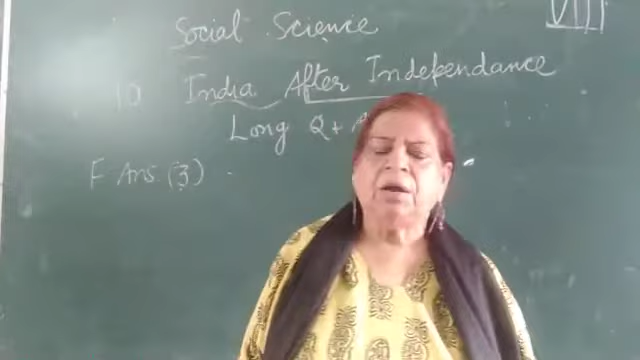 VIII
Social Science
10 India After Independance
Long Q +
F Ans (3)